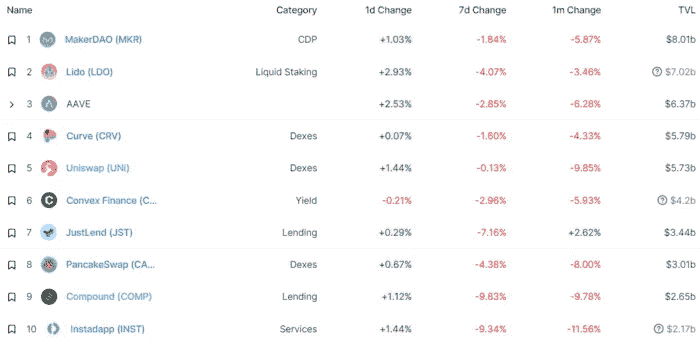 Name Category 1d Change 7d Change 1m Change TVL
1 MakerDAO (MKR) CDP +1.03% -1.84% -5.87% $8.01b
2 Lido (LDO) Liquid Staking +2.93% -4.07% -3.46% $7.02b
3 AAVE +2.53% -2.85% -6.28% $6.37b
4 Curve (CRV) Dexes +0.07% -1.60% -4.33% $5.79b
5 Uniswap (UNI) Dexes +1.44% -0.13% -9.85% $5.73b
6 Convex Finance (C... Yield -0.21% -2.96% -5.93% $4.2b
7 JustLend (JST) Lending +0.29% -7.16% +2.62% $3.44b
8 PancakeSwap (CA... Dexes +0.67% -4.38% -8.00% $3.01b
9 Compound (COMP) Lending +1.12% -9.83% -9.78% $2.65b
10 Instadapp (INST) Services +1.44% -9.34% -11.56% $2.17b